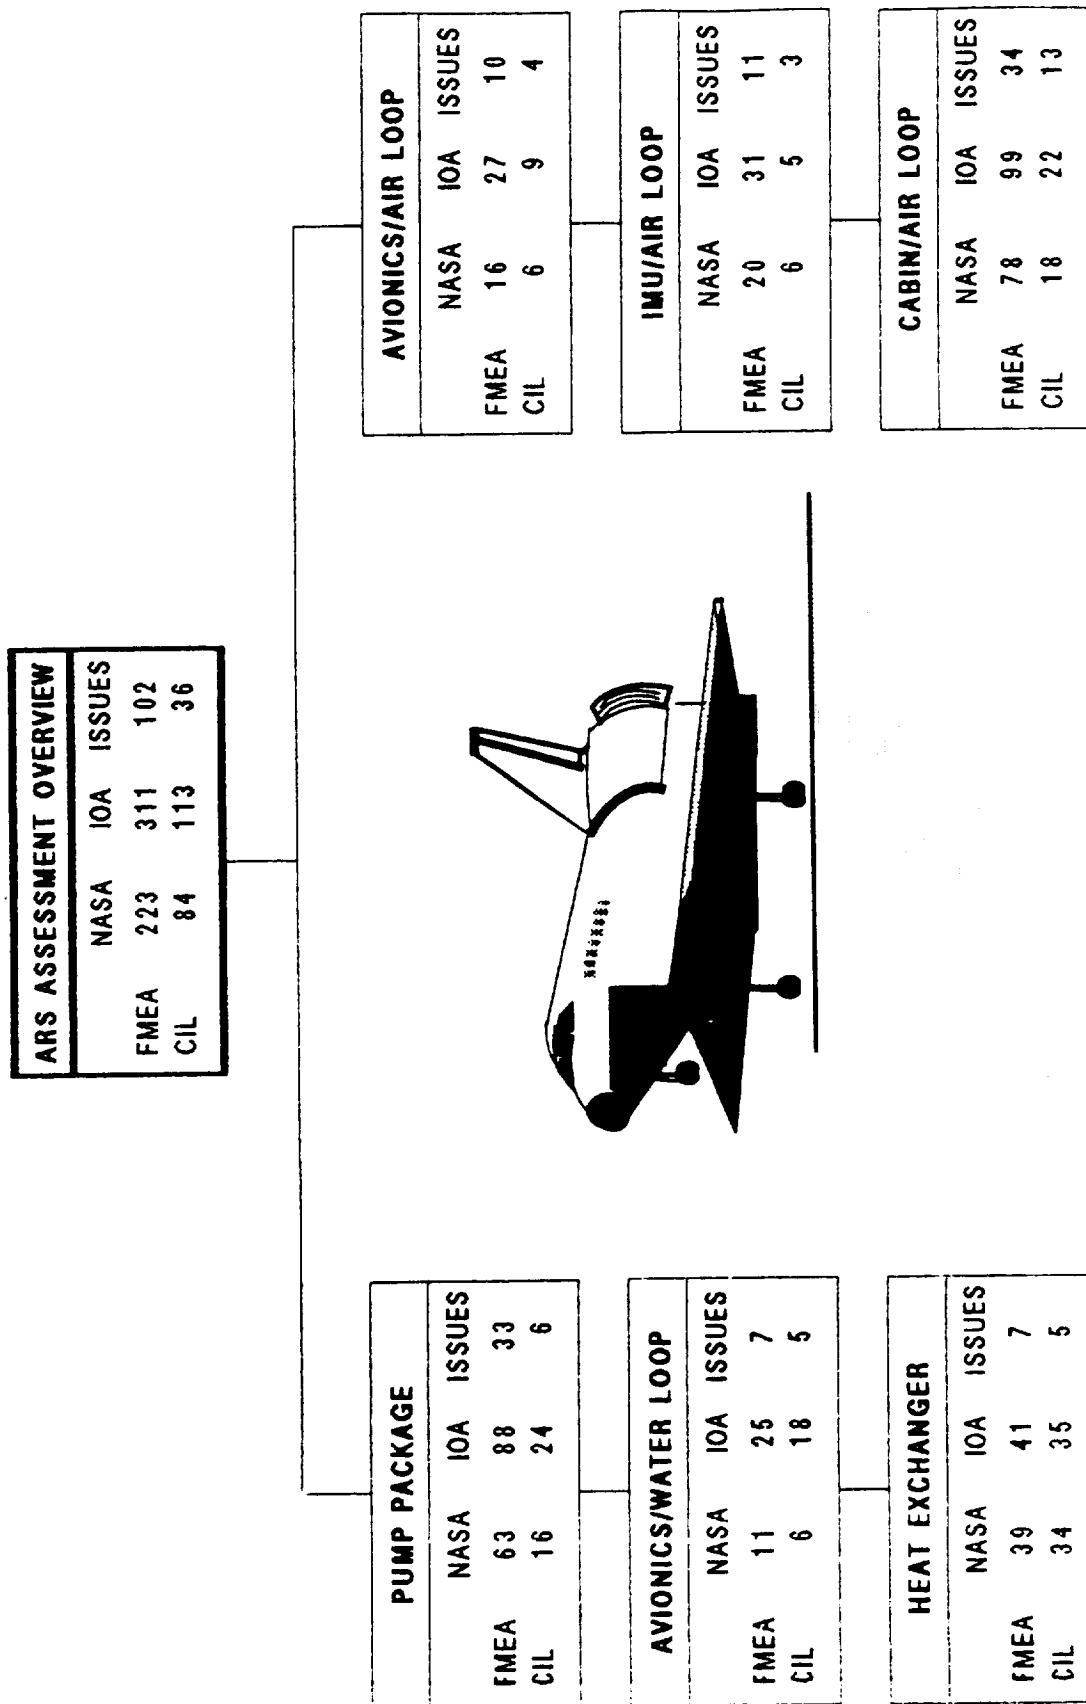 ARS ASSESSMENT OVERVIEW
NASA IOA ISSUES
FMEA 223 311 102
CIL 84 113 36
PUMP PACKAGE
NASA IOA ISSUES
FMEA 63 88 33
CIL 16 24 6
AVIONICS/WATER LOOP
NASA IOA ISSUES
FMEA 11 25 7
CIL 6 18 5
HEAT EXCHANGER
NASA IOA ISSUES
FMEA 39 41 7
CIL 34 35 5
AVIONICS/AIR LOOP
NASA IOA ISSUES
FMEA 16 27 10
CIL 6 9 4
IMU/AIR LOOP
NASA IOA ISSUES
FMEA 20 31 11
CIL 6 5 3
CABIN/AIR LOOP
NASA IOA ISSUES
FMEA 78 99 34
CIL 18 22 13